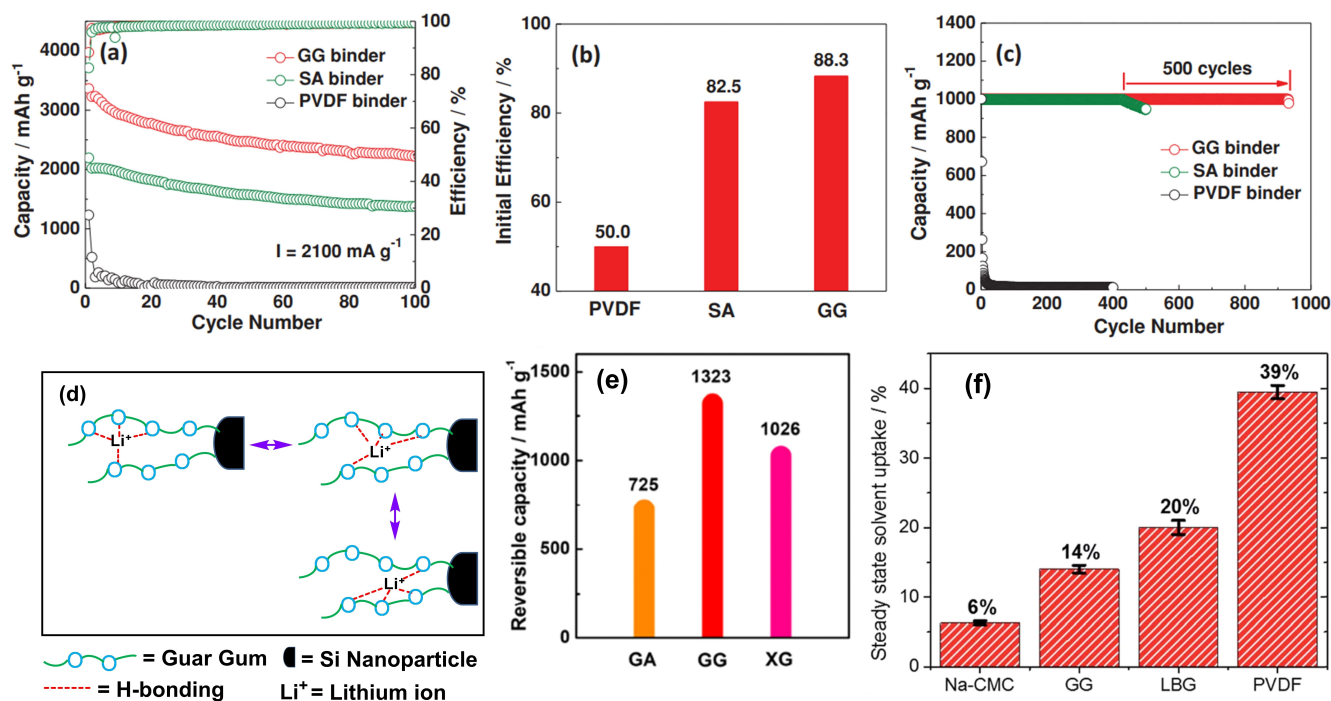 (a)
Capacity / mAh g⁻¹
4000
3000
2000
1000
0
100
80
60
40
20
0
Efficiency / %
GG binder
SA binder
PVDF binder
I = 2100 mA g⁻¹
0 20 40 60 80 100
Cycle Number
(b)
Initial Efficiency / %
100
80
60
40
50.0
82.5
88.3
PVDF SA GG
(c)
Capacity / mAh g⁻¹
1400
1200
1000
800
600
400
200
0
500 cycles
GG binder
SA binder
PVDF binder
0 200 400 600 800 1000
Cycle Number
(d)
Li⁺
Li⁺
Li⁺
= Guar Gum
= Si Nanoparticle
= H-bonding
Li⁺= Lithium ion
(e)
Reversible capacity / mAh g⁻¹
1500
1000
500
0
725
1323
1026
GA GG XG
(f)
Steady state solvent uptake / %
40
30
20
10
0
6%
14%
20%
39%
Na-CMC GG LBG PVDF